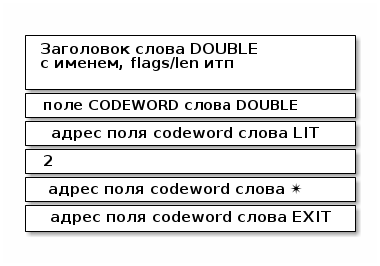 Заголовок слова DOUBLE
с именем, flags/len итп
поле CODEWORD слова DOUBLE
адрес поля codeword слова LIT
2
адрес поля codeword слова *
адрес поля codeword слова EXIT